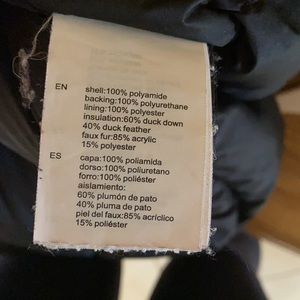 EN
shell:100% polyamide
backing:100% polyurethane
lining:100% polyester
insulation:60% duck down
40% duck feather
faux fur:85% acrylic
15% polyester
ES
capa:100% poliamida
dorso:100% poliuretano
forro:100% poliéster
aislamiento:
60% plumón de pato
40% pluma de pato
piel del faux:85% acrílico
15% poliéster